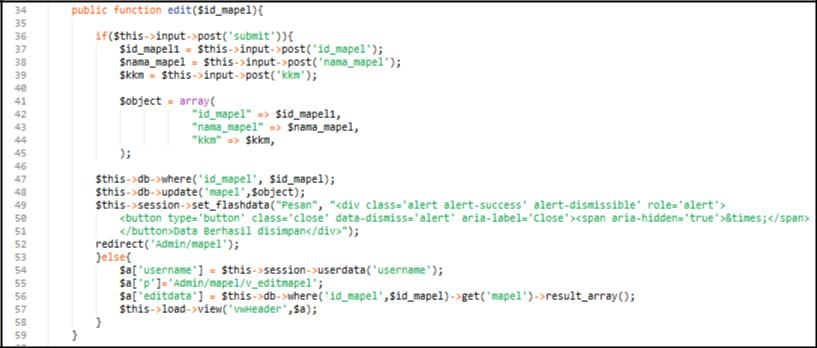 34 public function edit($id_mapel){
35
36 if($this->input->post('submit')){
37 $id_mapel1 = $this->input->post('id_mapel');
38 $nama_mapel = $this->input->post('nama_mapel');
39 $kkm = $this->input->post('kkm');
40
41 $object = array(
42 "id_mapel" => $id_mapel1,
43 "nama_mapel" => $nama_mapel,
44 "kkm" => $kkm,
45 );
46
47 $this->db->where('id_mapel', $id_mapel);
48 $this->db->update('mapel',$object);
49 $this->session->set_flashdata("Pesan", "<div class='alert alert-success' alert-dismissible' role='alert'>
50 <button type='button' class='close' data-dismiss='alert' aria-label='Close'><span aria-hidden='true'>&times;</span>
51 </button>Data Berhasil disimpan</div>");
52 redirect('Admin/mapel');
53 }else{
54 $a['username'] = $this->session->userdata('username');
55 $a['p']='Admin/mapel/v_editmapel';
56 $a['editdata'] = $this->db->where('id_mapel',$id_mapel)->get('mapel')->result_array();
57 $this->load->view('vwHeader',$a);
58 }
59 }